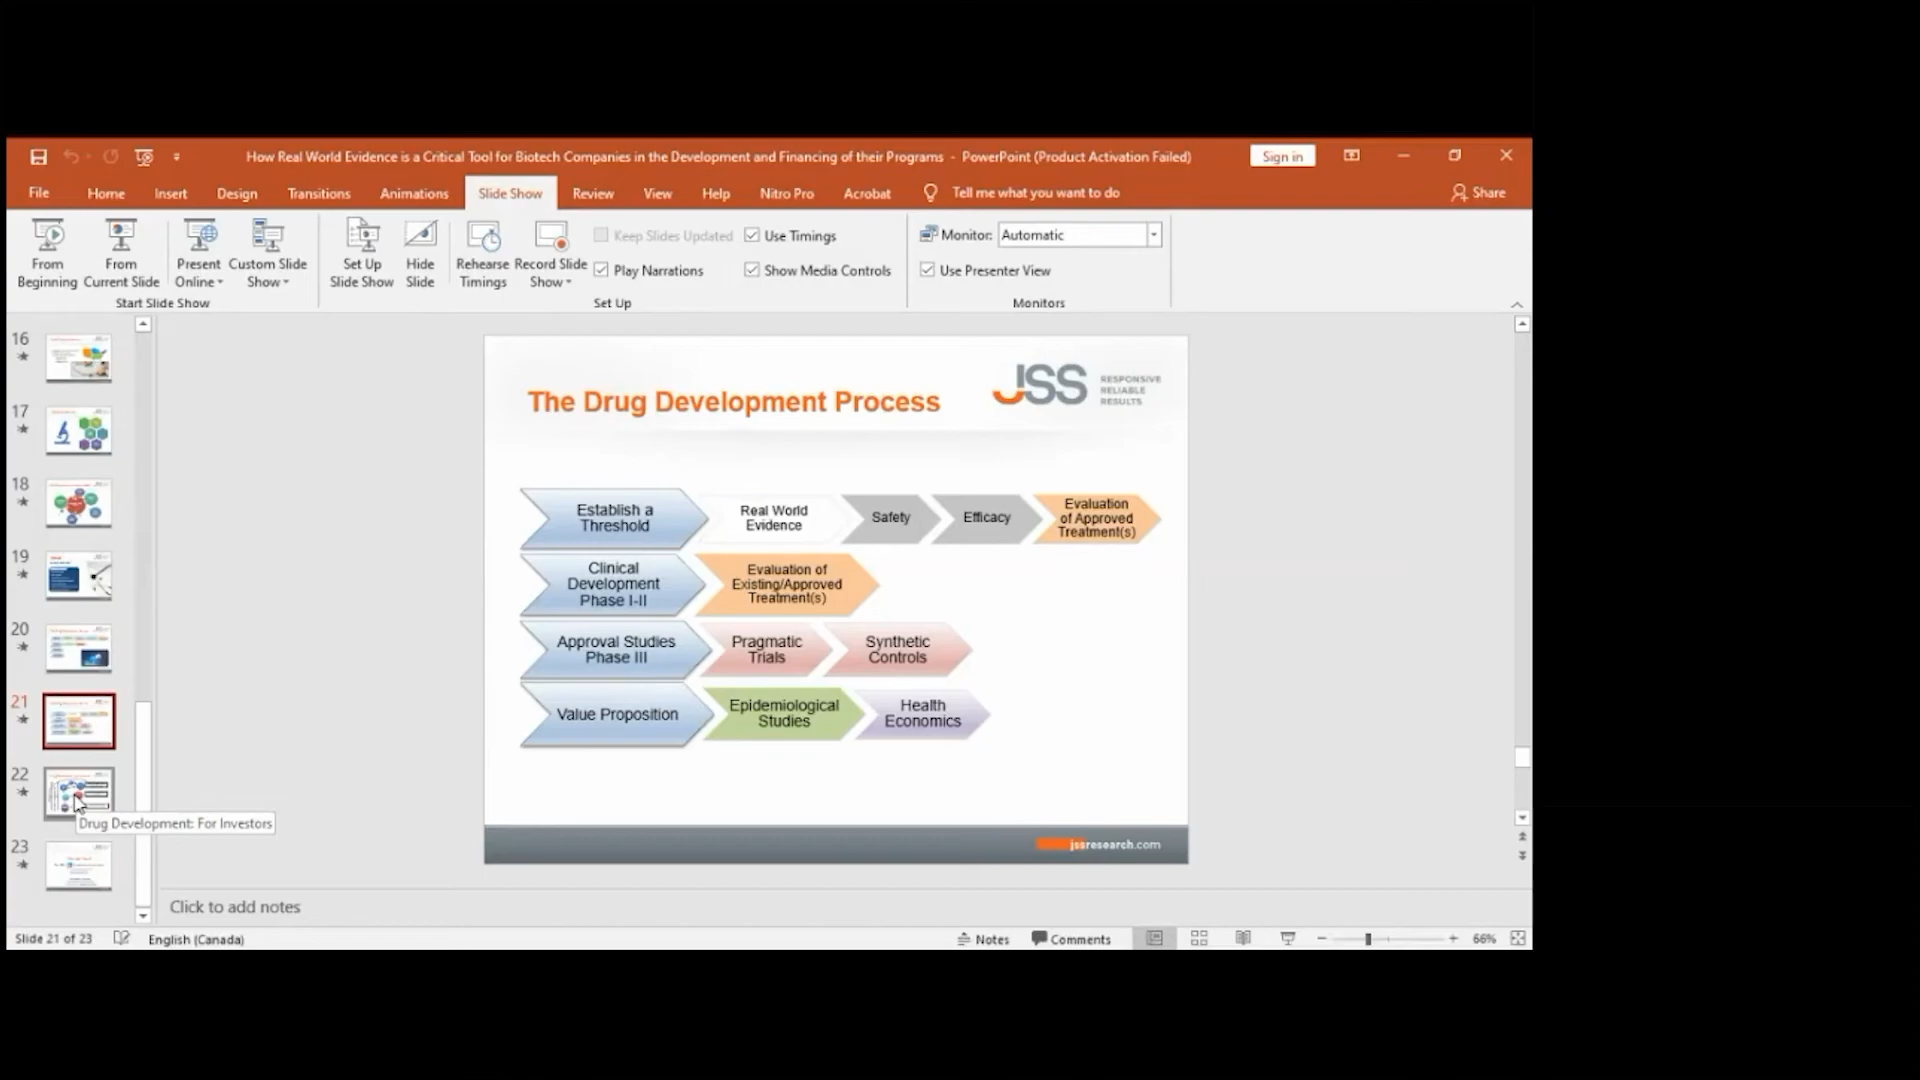 How Real World Evidence is a Critical Tool for Biotech Companies in the Development and Financing of their Programs - PowerPoint (Product Activation Failed)
Sign in
File Home Insert Design Transitions Animations Slide Show Review View Help Nitro Pro Acrobat Tell me what you want to do Share
From Beginning
From Current Slide
Present Online
Custom Slide Show
Start Slide Show
Set Up Slide Show
Hide Slide
Rehearse Timings
Record Slide Show
Keep Slides Updated
Play Narrations
Use Timings
Show Media Controls
Set Up
Monitor: Automatic
Use Presenter View
Monitors
16
17
18
19
20
21
22
Drug Development: For Investors
23
The Drug Development Process
JSS
RESPONSIVE
RELIABLE
RESULTS
Establish a
Threshold
Real World
Evidence
Safety
Efficacy
Evaluation
of Approved
Treatment(s)
Clinical
Development
Phase I-II
Evaluation of
Existing/Approved
Treatment(s)
Approval Studies
Phase III
Pragmatic
Trials
Synthetic
Controls
Value Proposition
Epidemiological
Studies
Health
Economics
jssresearch.com
Click to add notes
Slide 21 of 23 English (Canada) Notes Comments 66%